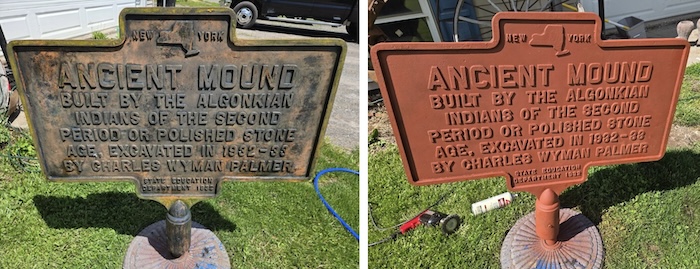 NEW YORK
ANCIENT MOUND
BUILT BY THE ALGONKIAN
INDIANS OF THE SECOND
PERIOD OR POLISHED STONE
AGE, EXCAVATED IN 1932-33
BY CHARLES WYMAN PALMER
STATE EDUCATION
DEPARTMENT 1935
NEW YORK
ANCIENT MOUND
BUILT BY THE ALGONKIAN
INDIANS OF THE SECOND
PERIOD OR POLISHED STONE
AGE, EXCAVATED IN 1932-33
BY CHARLES WYMAN PALMER
STATE EDUCATION
DEPARTMENT